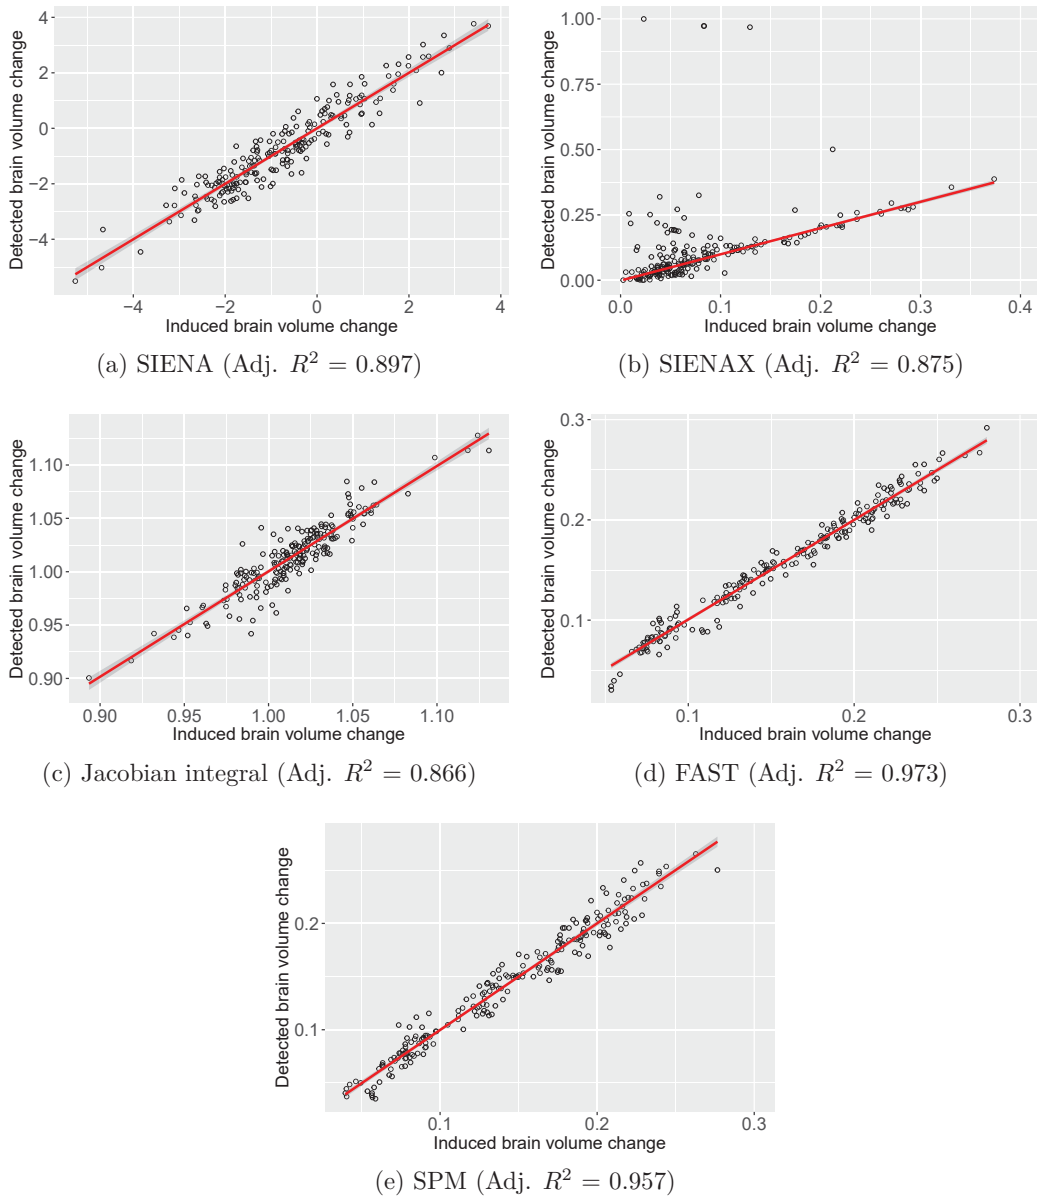 4
2
0
−2
−4
Detected brain volume change
−4 −2 0 2 4
Induced brain volume change
(a) SIENA (Adj. R² = 0.897)
1.00
0.75
0.50
0.25
0.00
Detected brain volume change
0.0 0.1 0.2 0.3 0.4
Induced brain volume change
(b) SIENAX (Adj. R² = 0.875)
1.10
1.05
1.00
0.95
0.90
Detected brain volume change
0.90 0.95 1.00 1.05 1.10
Induced brain volume change
(c) Jacobian integral (Adj. R² = 0.866)
0.3
0.2
0.1
Detected brain volume change
0.1 0.2 0.3
Induced brain volume change
(d) FAST (Adj. R² = 0.973)
0.2
0.1
Detected brain volume change
0.1 0.2 0.3
Induced brain volume change
(e) SPM (Adj. R² = 0.957)